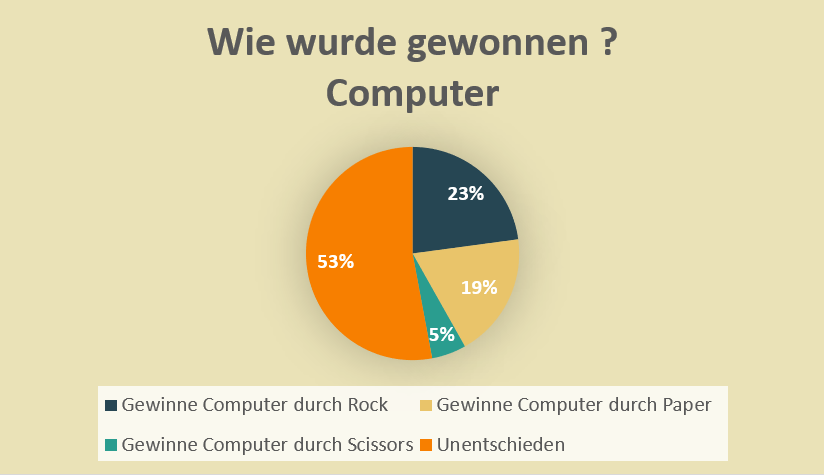 Wie wurde gewonnen ?
Computer
23%
53%
19%
5%
Gewinne Computer durch Rock
Gewinne Computer durch Paper
Gewinne Computer durch Scissors
Unentschieden